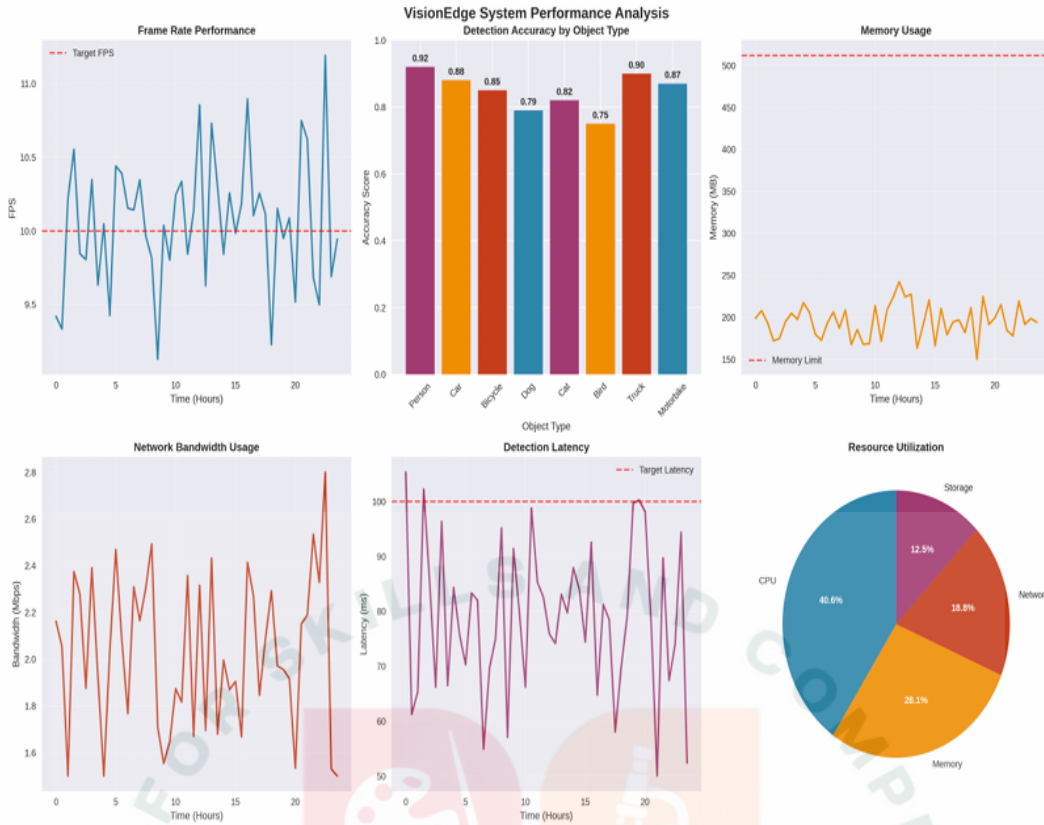 VisionEdge System Performance Analysis
Frame Rate Performance
Target FPS
11.0
10.5
10.0
9.5
FPS
0 5 10 15 20
Time (Hours)
Detection Accuracy by Object Type
1.0
0.8
0.6
0.4
0.2
0.0
Accuracy Score
0.92
0.88
0.85
0.79
0.82
0.75
0.90
0.87
Person
Car
Bicycle
Dog
Cat
Bird
Truck
Motorbike
Object Type
Memory Usage
500
450
400
350
300
250
200
150
Memory (MB)
Memory Limit
0 5 10 15 20
Time (Hours)
Network Bandwidth Usage
2.8
2.6
2.4
2.2
2.0
1.8
1.6
Bandwidth (Mbps)
0 5 10 15 20
Time (Hours)
Detection Latency
Target Latency
100
90
80
70
60
50
Latency (ms)
0 5 10 15 20
Time (Hours)
Resource Utilization
Storage
12.5%
CPU
40.6%
Network
18.8%
28.1%
Memory
FOR SKILLS AND COMP